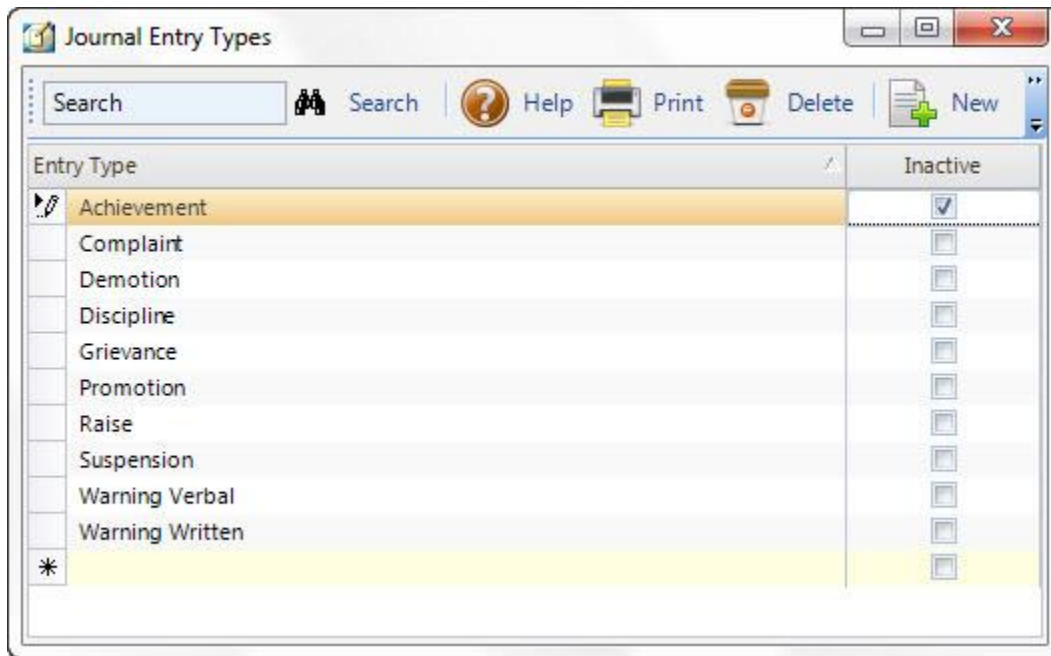 Journal Entry Types
Search Search Help Print Delete New
Entry Type Inactive
Achievement
Complaint
Demotion
Discipline
Grievance
Promotion
Raise
Suspension
Warning Verbal
Warning Written